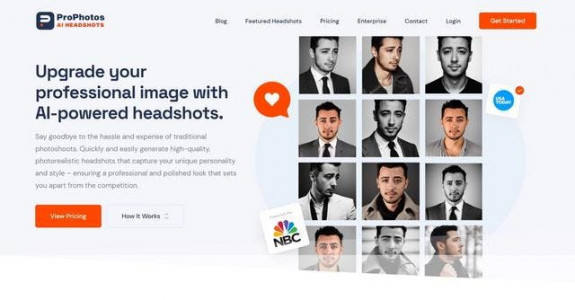 ProPhotos
AI HEADSHOTS
Blog
Featured Headshots
Pricing
Enterprise
Contact
Login
Get Started
Upgrade your
professional image with
AI-powered headshots.
Say goodbye to the hassle and expense of traditional
photoshoots. Quickly and easily generate high-quality,
photorealistic headshots that capture your unique personality
and style – ensuring a professional and polished look that sets
you apart from the competition.
View Pricing
How It Works
USA
TODAY
NBC